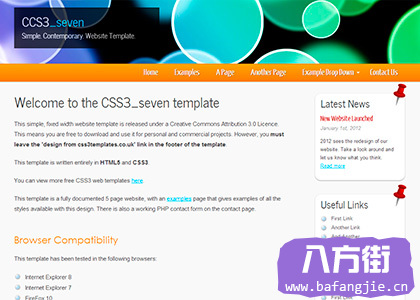 CCS3_seven
Simple. Contemporary. Website Template.
Home Examples A Page Another Page Example Drop Down Contact Us
Welcome to the CSS3_seven template
This simple, fixed width website template is released under a Creative Commons Attribution 3.0 Licence.
This means you are free to download and use it for personal and commercial projects. However, you must
leave the 'design from css3templates.co.uk' link in the footer of the template.
This template is written entirely in HTML5 and CSS3.
You can view more free CSS3 web templates here.
This template is a fully documented 5 page website, with an examples page that gives examples of all the
styles available with this design. There is also a working PHP contact form on the contact page.
Browser Compatibility
This template has been tested in the following browsers:
Internet Explorer 8
Internet Explorer 7
FireFox 10
Latest News
New Website Launched
January 1st, 2012
2012 sees the redesign of our
website. Take a look around and
let us know what you think.
Read more
Useful Links
First Link
Another Link
And Another
八方街
www.bafangjie.cn